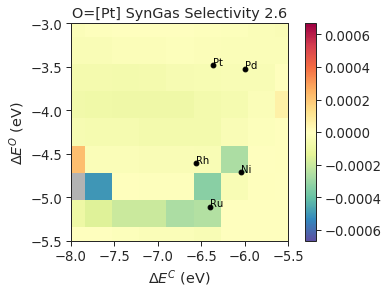 O=[Pt] SynGas Selectivity 2.6
ΔE^O (eV)
−3.0
−3.5
−4.0
−4.5
−5.0
−5.5
Pt
Pd
Rh
Ni
Ru
−8.0 −7.5 −7.0 −6.5 −6.0 −5.5
ΔE^C (eV)
0.0006
0.0004
0.0002
0.0000
−0.0002
−0.0004
−0.0006